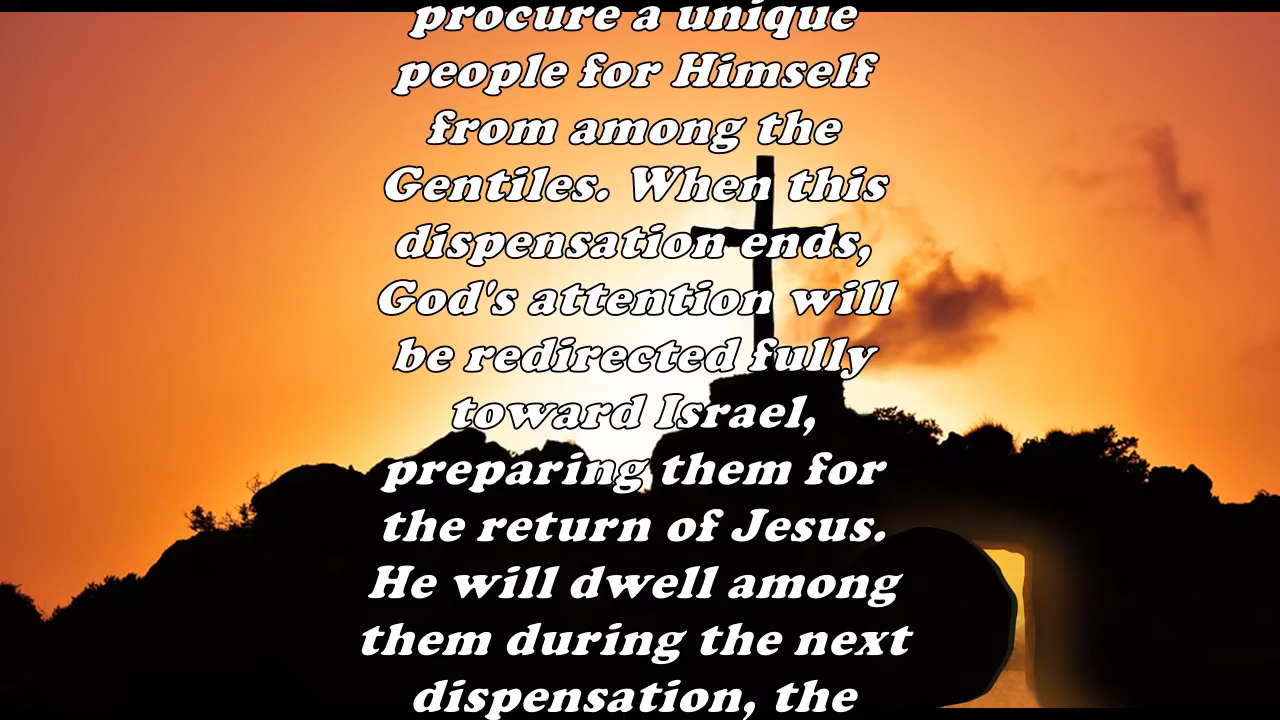 procure a unique
people for Himself
from among the
Gentiles. When this
dispensation ends,
God's attention will
be redirected fully
toward Israel,
preparing them for
the return of Jesus.
He will dwell among
them during the next
dispensation, the